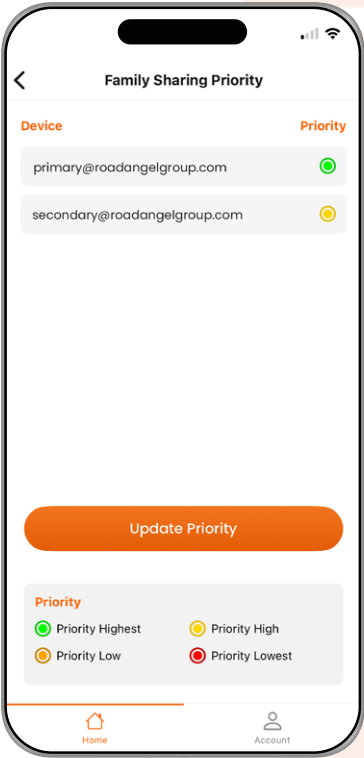 Family Sharing Priority
Device Priority
primary@roadangelgroup.com
secondary@roadangelgroup.com
Update Priority
Priority
Priority Highest Priority High
Priority Low Priority Lowest
Home Account